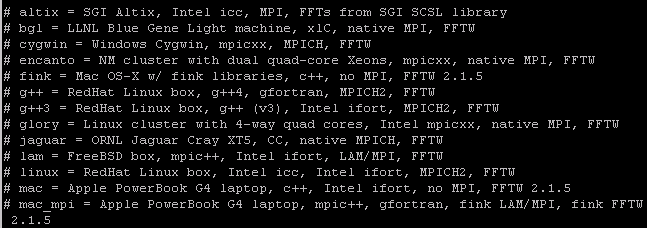 # altix = SGI Altix, Intel icc, MPI, FFTs from SGI SCSL library
# bgl = LLNL Blue Gene Light machine, xlC, native MPI, FFTW
# cygwin = Windows Cygwin, mpicxx, MPICH, FFTW
# encanto = NM cluster with dual quad-core Xeons, mpicxx, native MPI, FFTW
# fink = Mac OS-X w/ fink libraries, c++, no MPI, FFTW 2.1.5
# g++ = RedHat Linux box, g++4, gfortran, MPICH2, FFTW
# g++3 = RedHat Linux box, g++ (v3), Intel ifort, MPICH2, FFTW
# glory = Linux cluster with 4-way quad cores, Intel mpicxx, native MPI, FFTW
# jaguar = ORNL Jaguar Cray XT5, CC, native MPICH, FFTW
# lam = FreeBSD box, mpic++, Intel ifort, LAM/MPI, FFTW
# linux = RedHat Linux box, Intel icc, Intel ifort, MPICH2, FFTW
# mac = Apple PowerBook G4 laptop, c++, Intel ifort, no MPI, FFTW 2.1.5
# mac_mpi = Apple PowerBook G4 laptop, mpic++, gfortran, fink LAM/MPI, fink FFTW
2.1.5